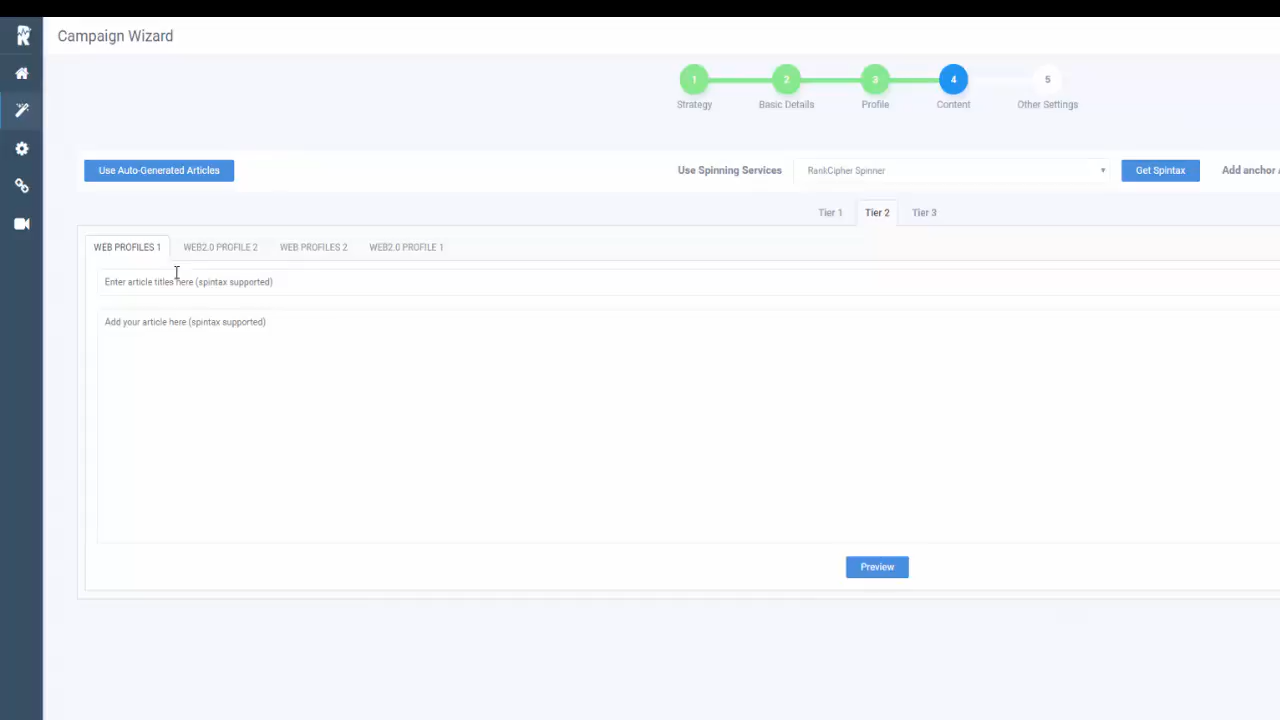 Campaign Wizard
1 2 3 4 5
Strategy Basic Details Profile Content Other Settings
Use Auto-Generated Articles Use Spinning Services RankCipher Spinner Get Spintax Add anchor
Tier 1 Tier 2 Tier 3
WEB PROFILES 1 WEB2.0 PROFILE 2 WEB PROFILES 2 WEB2.0 PROFILE 1
Enter article titles here (spintax supported)
Add your article here (spintax supported)
Preview